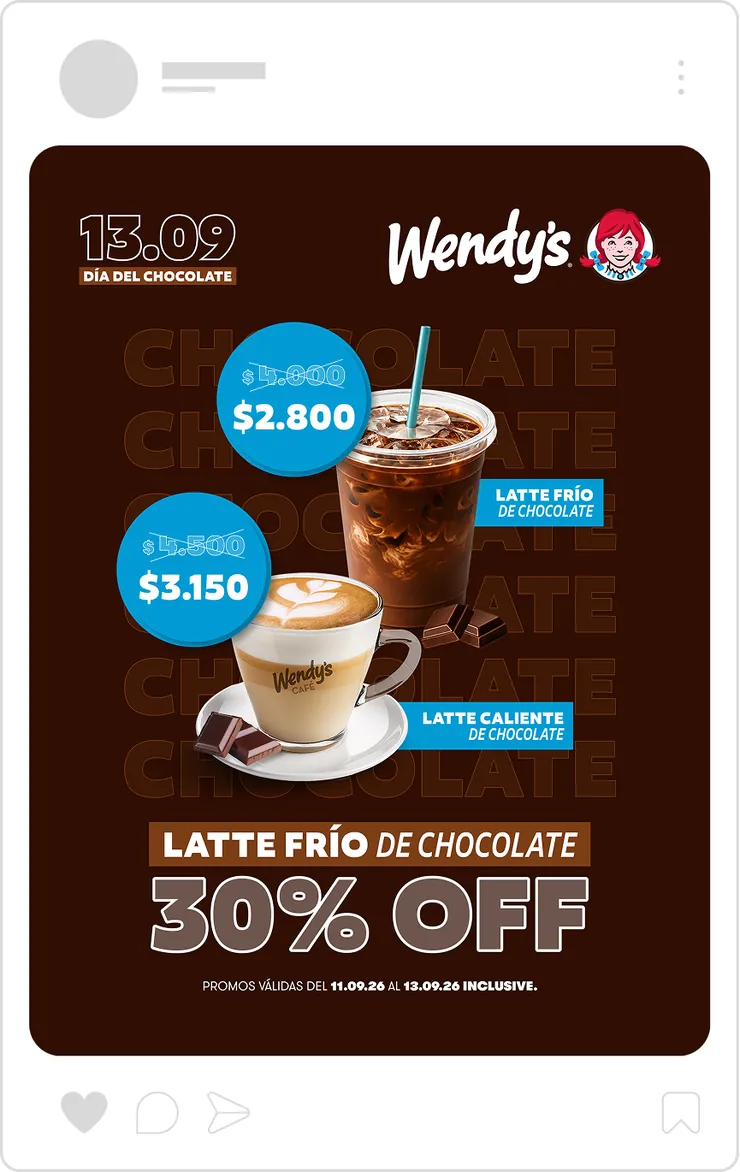 13.09
DÍA DEL CHOCOLATE
Wendy's
CHOCOLATE
CHOCOLATE
CHOCOLATE
CHOCOLATE
CHOCOLATE
CHOCOLATE
$4.000
$2.800
LATTE FRÍO
DE CHOCOLATE
$4.500
$3.150
Wendy's
CAFÉ
LATTE CALIENTE
DE CHOCOLATE
LATTE FRÍO DE CHOCOLATE
30% OFF
PROMOS VÁLIDAS DEL 11.09.26 AL 13.09.26 INCLUSIVE.